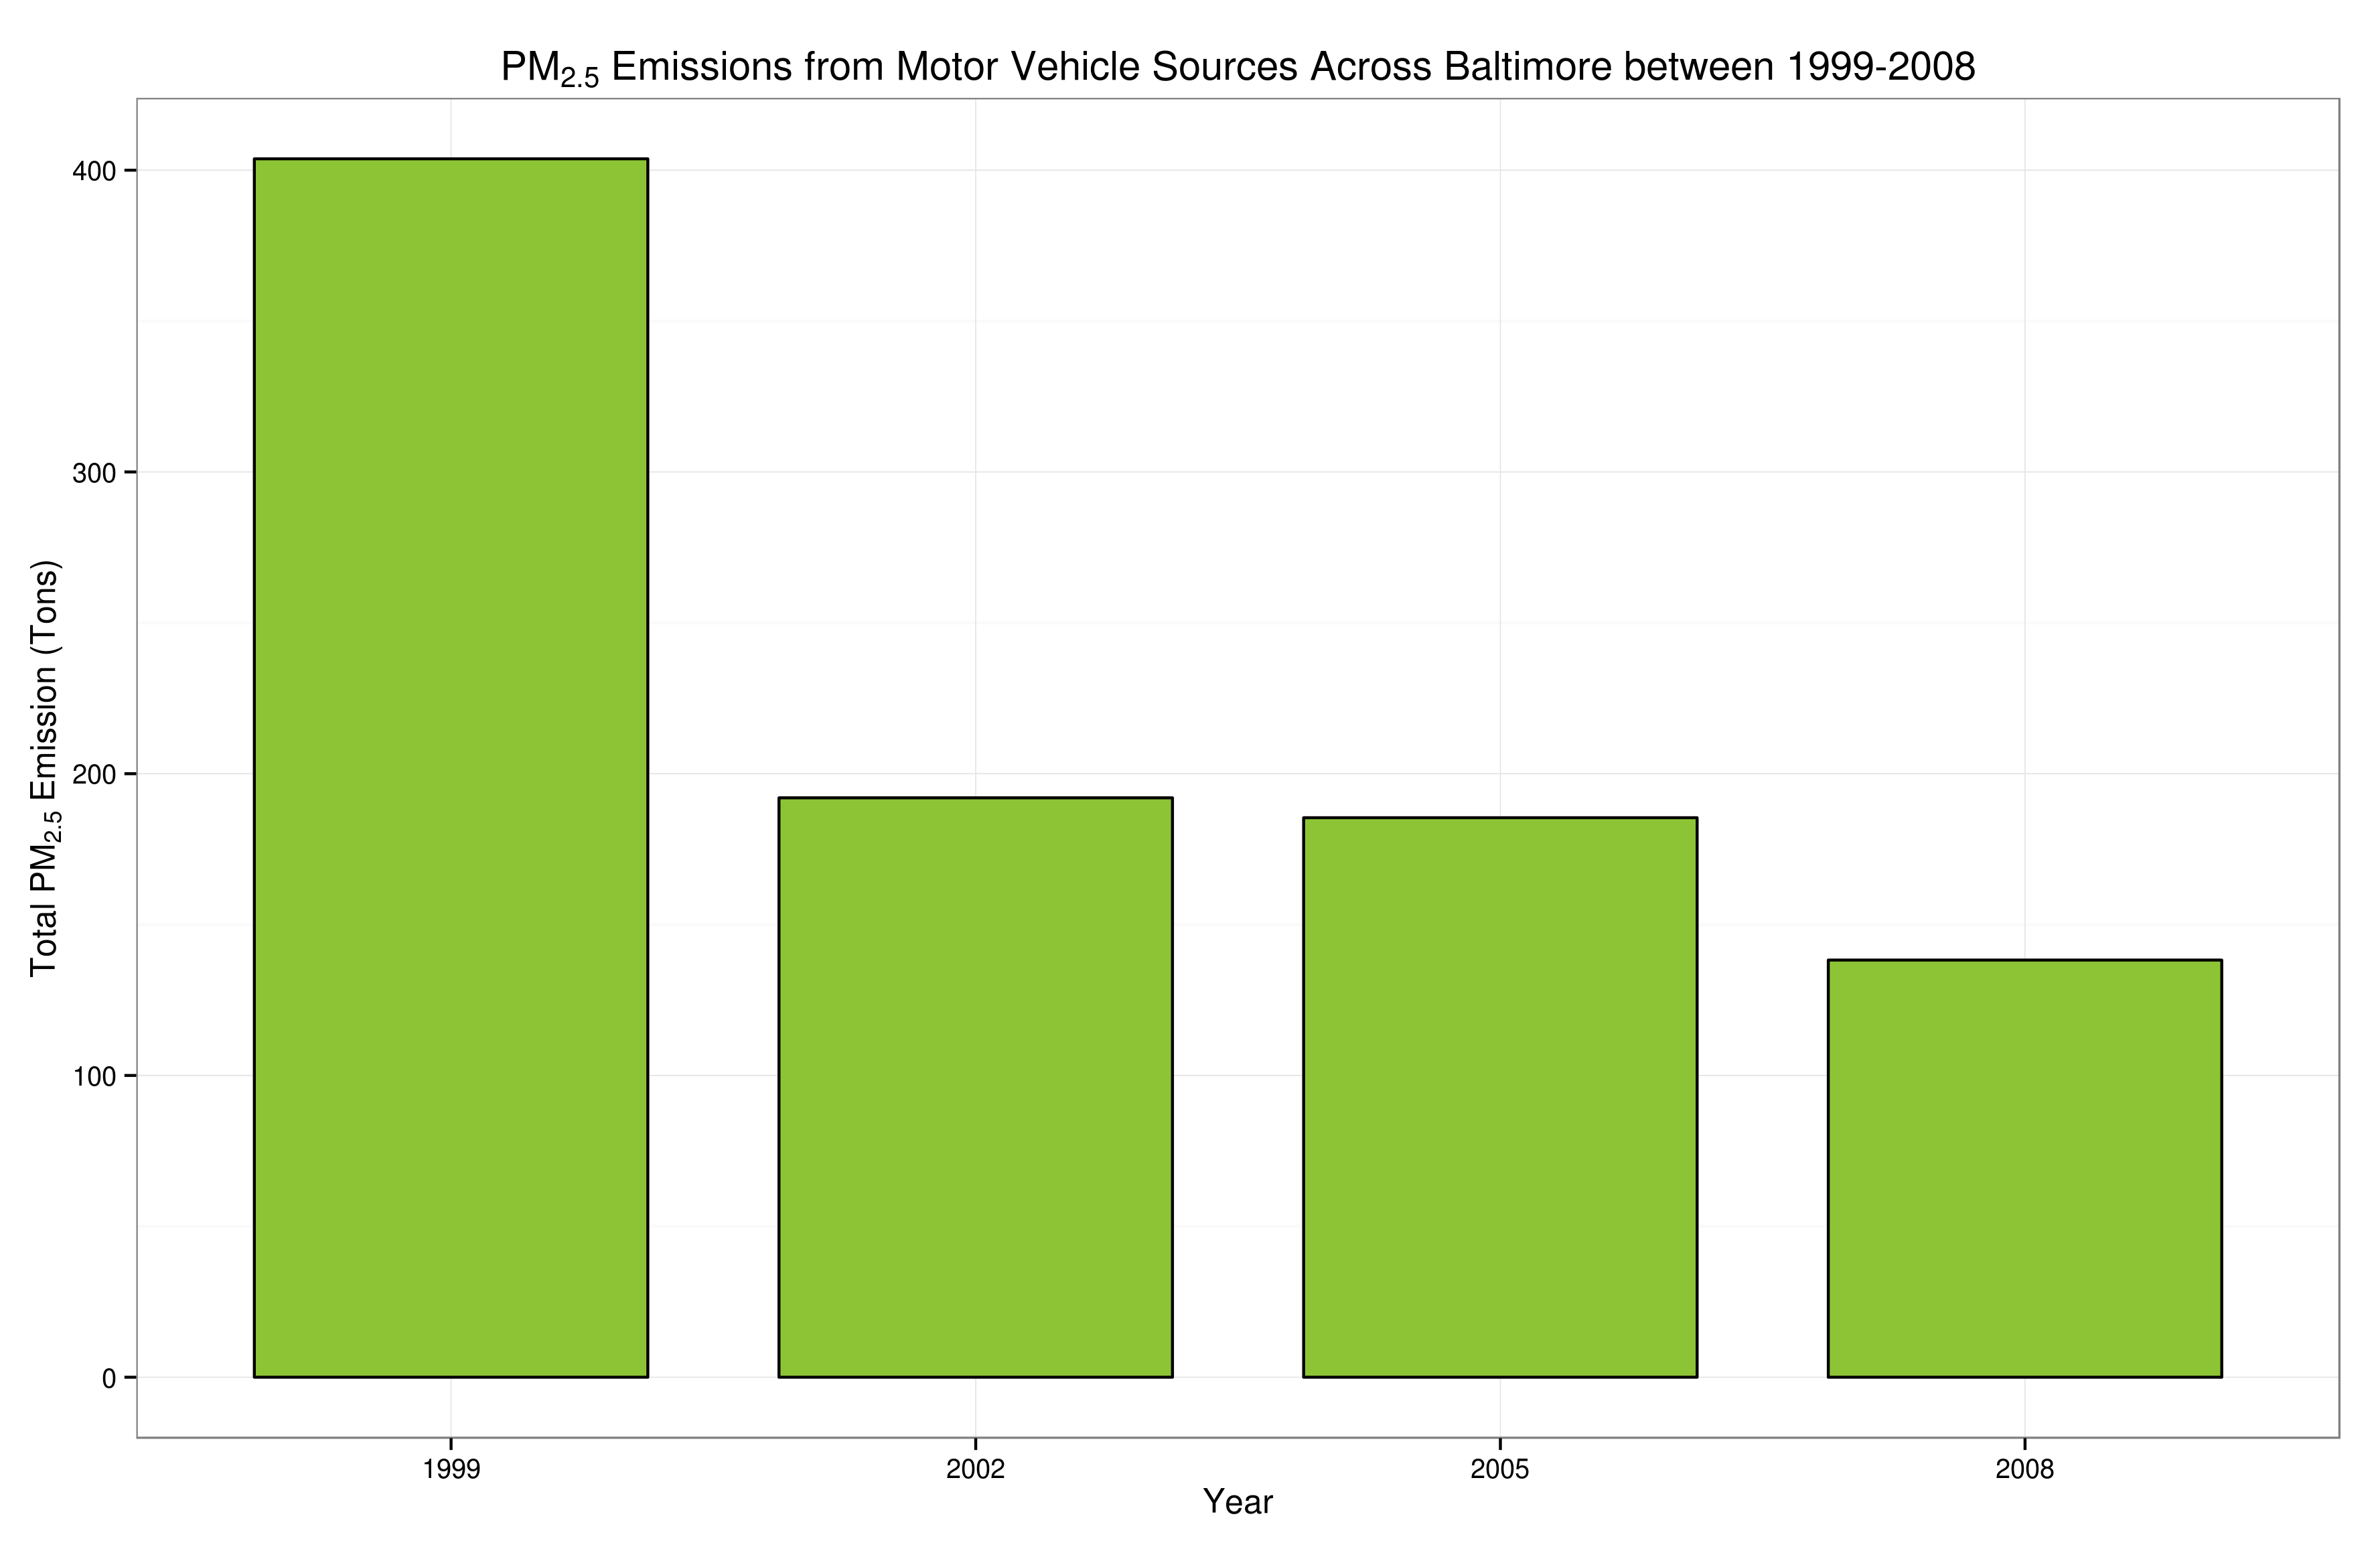 PM2.5 Emissions from Motor Vehicle Sources Across Baltimore between 1999-2008
Total PM2.5 Emission (Tons)
400
300
200
100
0
1999 2002 2005 2008
Year